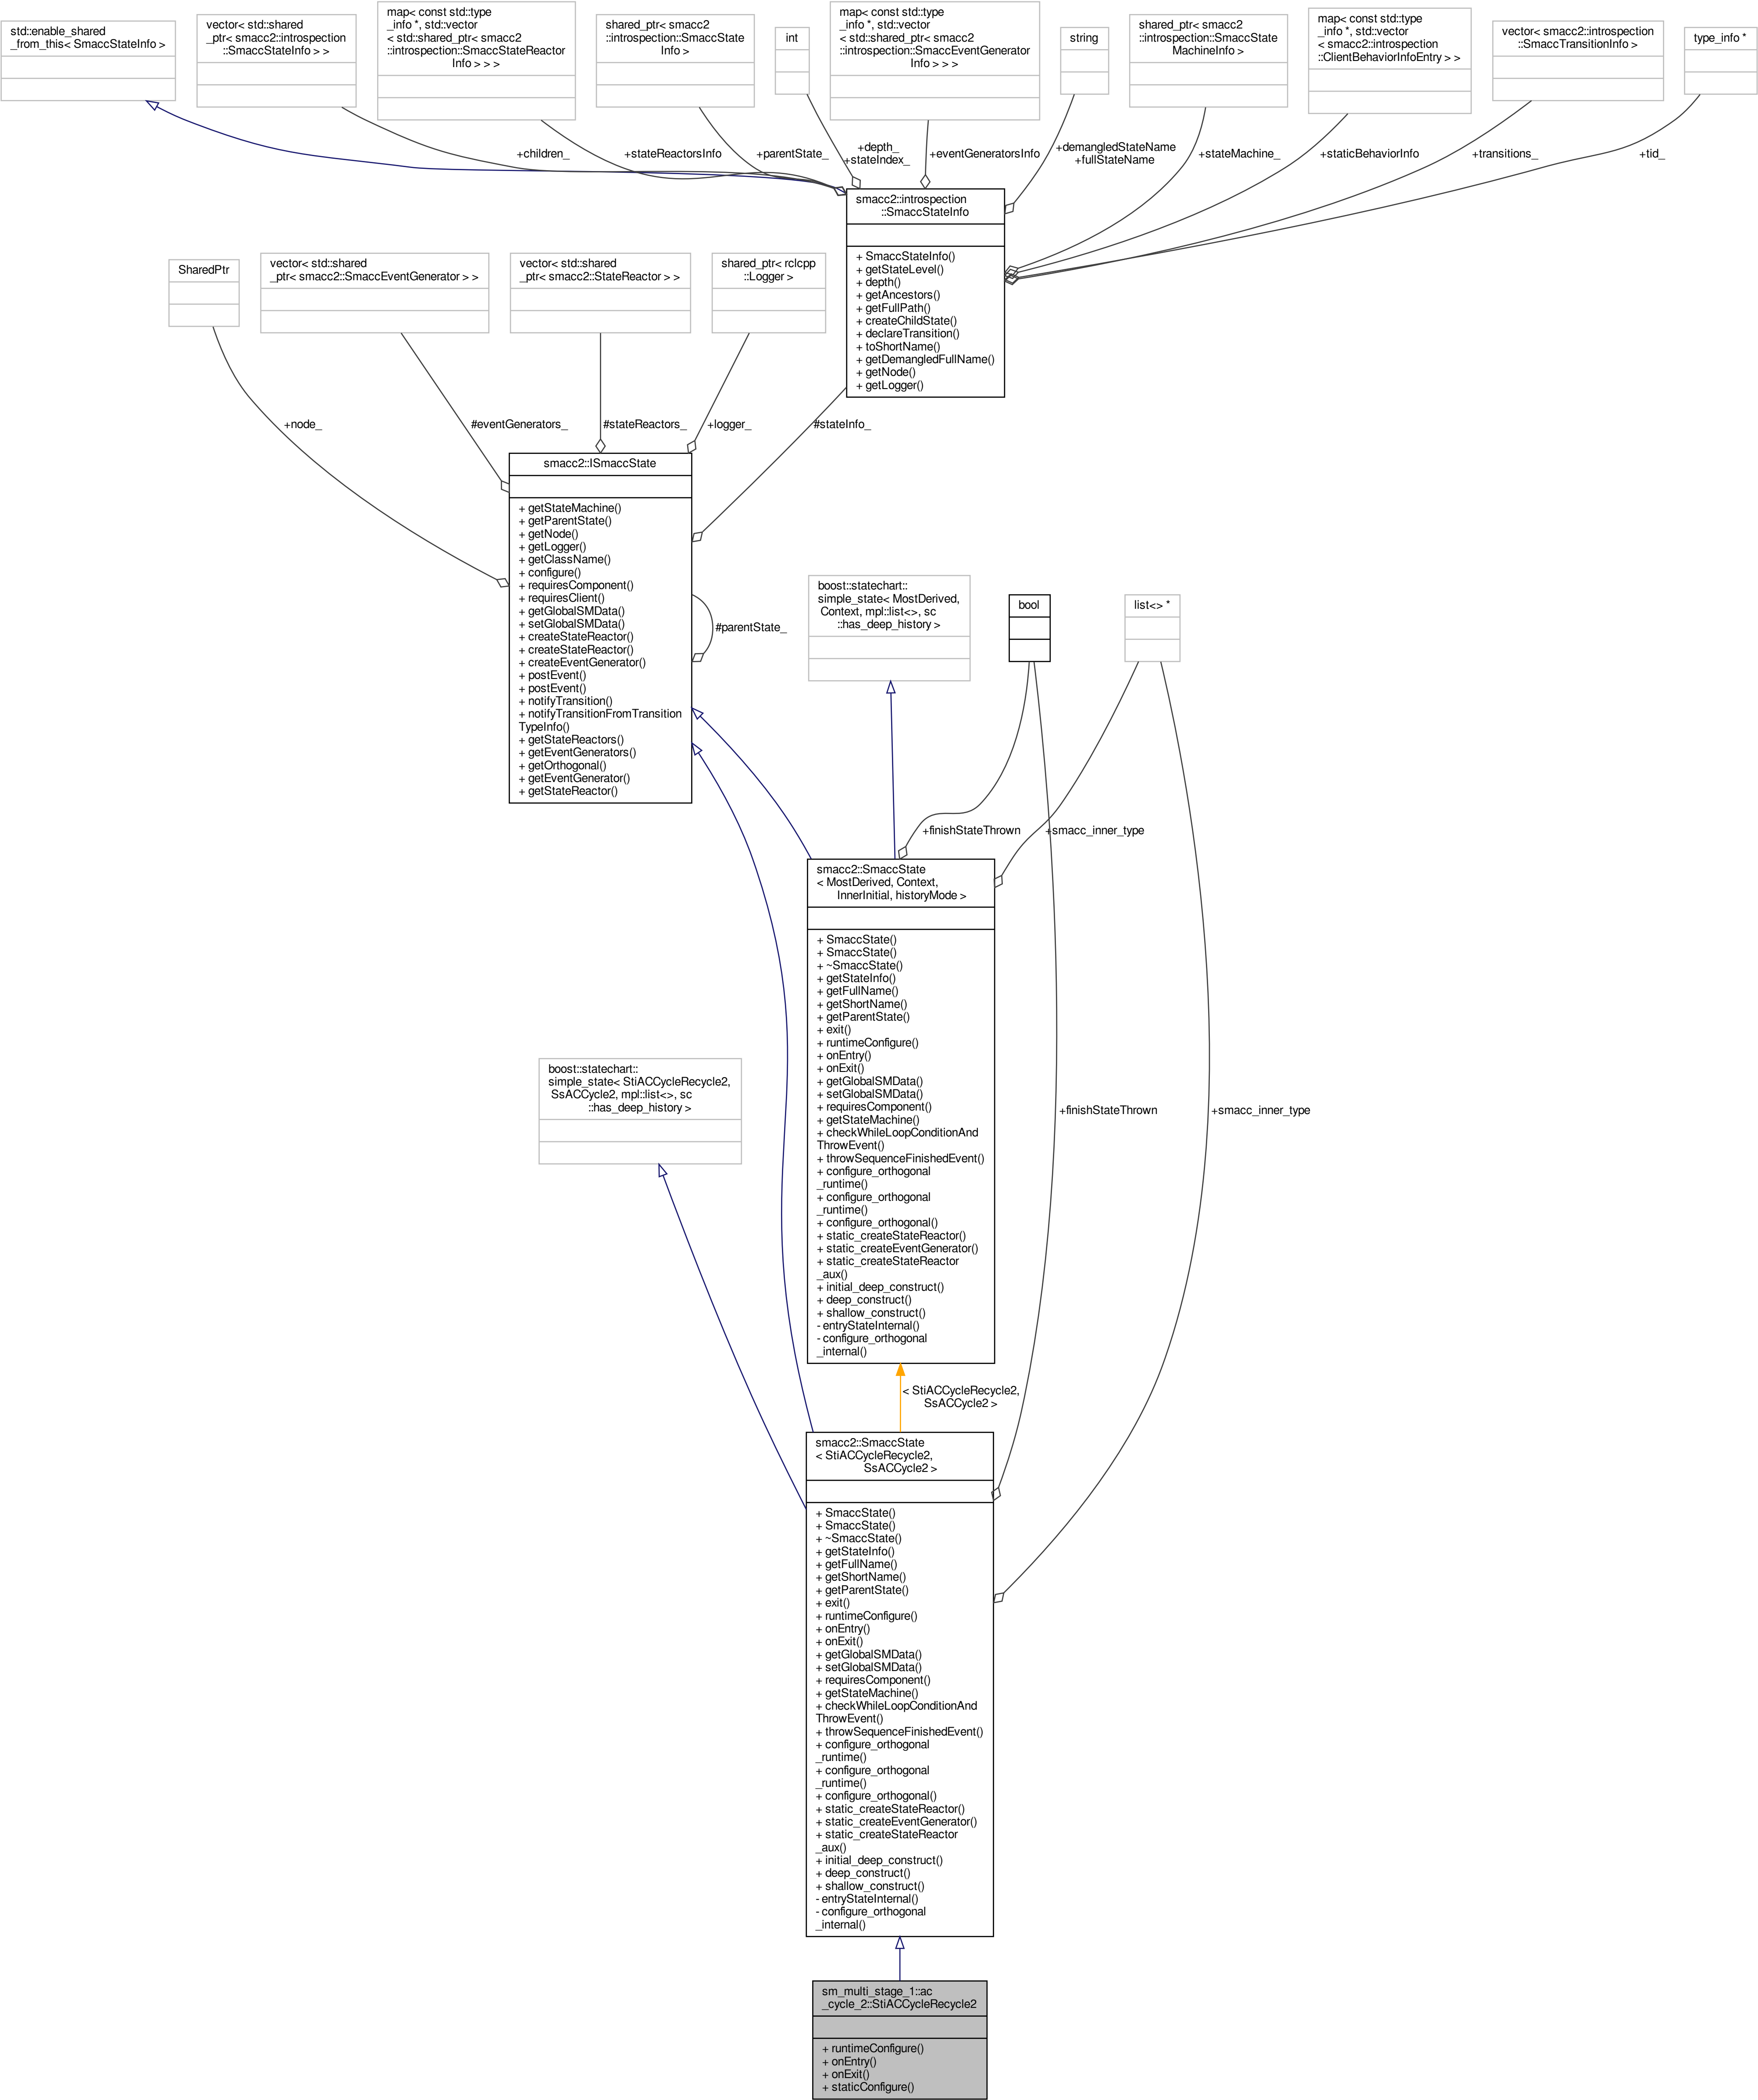 std::enable_shared
_from_this< SmaccStateInfo >
vector< std::shared
_ptr< smacc2::introspection
::SmaccStateInfo > >
map< const std::type
_info *, std::vector
< std::shared_ptr< smacc2
::introspection::SmaccStateReactor
Info > > >
shared_ptr< smacc2
::introspection::SmaccState
Info >
int
map< const std::type
_info *, std::vector
< std::shared_ptr< smacc2
::introspection::SmaccEventGenerator
Info > > >
string
shared_ptr< smacc2
::introspection::SmaccState
MachineInfo >
map< const std::type
_info *, std::vector
< smacc2::introspection
::ClientBehaviorInfoEntry > >
vector< smacc2::introspection
::SmaccTransitionInfo >
type_info *
+children_
+stateReactorsInfo
+parentState_
+depth_
+stateIndex_
+eventGeneratorsInfo
+demangledStateName
+fullStateName
+stateMachine_
+staticBehaviorInfo
+transitions_
+tid_
smacc2::introspection
::SmaccStateInfo
+ SmaccStateInfo()
+ getStateLevel()
+ depth()
+ getAncestors()
+ getFullPath()
+ createChildState()
+ declareTransition()
+ toShortName()
+ getDemangledFullName()
+ getNode()
+ getLogger()
SharedPtr
vector< std::shared
_ptr< smacc2::SmaccEventGenerator > >
vector< std::shared
_ptr< smacc2::StateReactor > >
shared_ptr< rclcpp
::Logger >
+node_
#eventGenerators_
#stateReactors_
+logger_
#stateInfo_
smacc2::ISmaccState
+ getStateMachine()
+ getParentState()
+ getNode()
+ getLogger()
+ getClassName()
+ configure()
+ requiresComponent()
+ requiresClient()
+ getGlobalSMData()
+ setGlobalSMData()
+ createStateReactor()
+ createStateReactor()
+ createEventGenerator()
+ postEvent()
+ postEvent()
+ notifyTransition()
+ notifyTransitionFromTransition
TypeInfo()
+ getStateReactors()
+ getEventGenerators()
+ getOrthogonal()
+ getEventGenerator()
+ getStateReactor()
#parentState_
boost::statechart::
simple_state< MostDerived,
Context, mpl::list<>, sc
::has_deep_history >
bool
list<> *
+finishStateThrown
+smacc_inner_type
smacc2::SmaccState
< MostDerived, Context,
InnerInitial, historyMode >
+ SmaccState()
+ SmaccState()
+ ~SmaccState()
+ getStateInfo()
+ getFullName()
+ getShortName()
+ getParentState()
+ exit()
+ runtimeConfigure()
+ onEntry()
+ onExit()
+ getGlobalSMData()
+ setGlobalSMData()
+ requiresComponent()
+ getStateMachine()
+ checkWhileLoopConditionAnd
ThrowEvent()
+ throwSequenceFinishedEvent()
+ configure_orthogonal
_runtime()
+ configure_orthogonal
_runtime()
+ configure_orthogonal()
+ static_createStateReactor()
+ static_createEventGenerator()
+ static_createStateReactor
_aux()
+ initial_deep_construct()
+ deep_construct()
+ shallow_construct()
- entryStateInternal()
- configure_orthogonal
_internal()
boost::statechart::
simple_state< StiACCycleRecycle2,
SsACCycle2, mpl::list<>, sc
::has_deep_history >
+finishStateThrown
+smacc_inner_type
< StiACCycleRecycle2,
SsACCycle2 >
smacc2::SmaccState
< StiACCycleRecycle2,
SsACCycle2 >
+ SmaccState()
+ SmaccState()
+ ~SmaccState()
+ getStateInfo()
+ getFullName()
+ getShortName()
+ getParentState()
+ exit()
+ runtimeConfigure()
+ onEntry()
+ onExit()
+ getGlobalSMData()
+ setGlobalSMData()
+ requiresComponent()
+ getStateMachine()
+ checkWhileLoopConditionAnd
ThrowEvent()
+ throwSequenceFinishedEvent()
+ configure_orthogonal
_runtime()
+ configure_orthogonal
_runtime()
+ configure_orthogonal()
+ static_createStateReactor()
+ static_createEventGenerator()
+ static_createStateReactor
_aux()
+ initial_deep_construct()
+ deep_construct()
+ shallow_construct()
- entryStateInternal()
- configure_orthogonal
_internal()
sm_multi_stage_1::ac
_cycle_2::StiACCycleRecycle2
+ runtimeConfigure()
+ onEntry()
+ onExit()
+ staticConfigure()